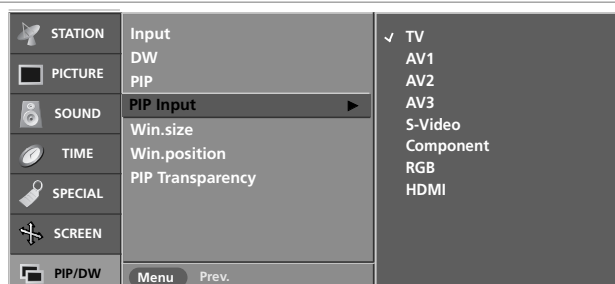 STATION
PICTURE
SOUND
TIME
SPECIAL
SCREEN
PIP/DW
Input
DW
PIP
PIP Input ►
Win.size
Win.position
PIP Transparency
Menu Prev.
✓ TV
AV1
AV2
AV3
S-Video
Component
RGB
HDMI